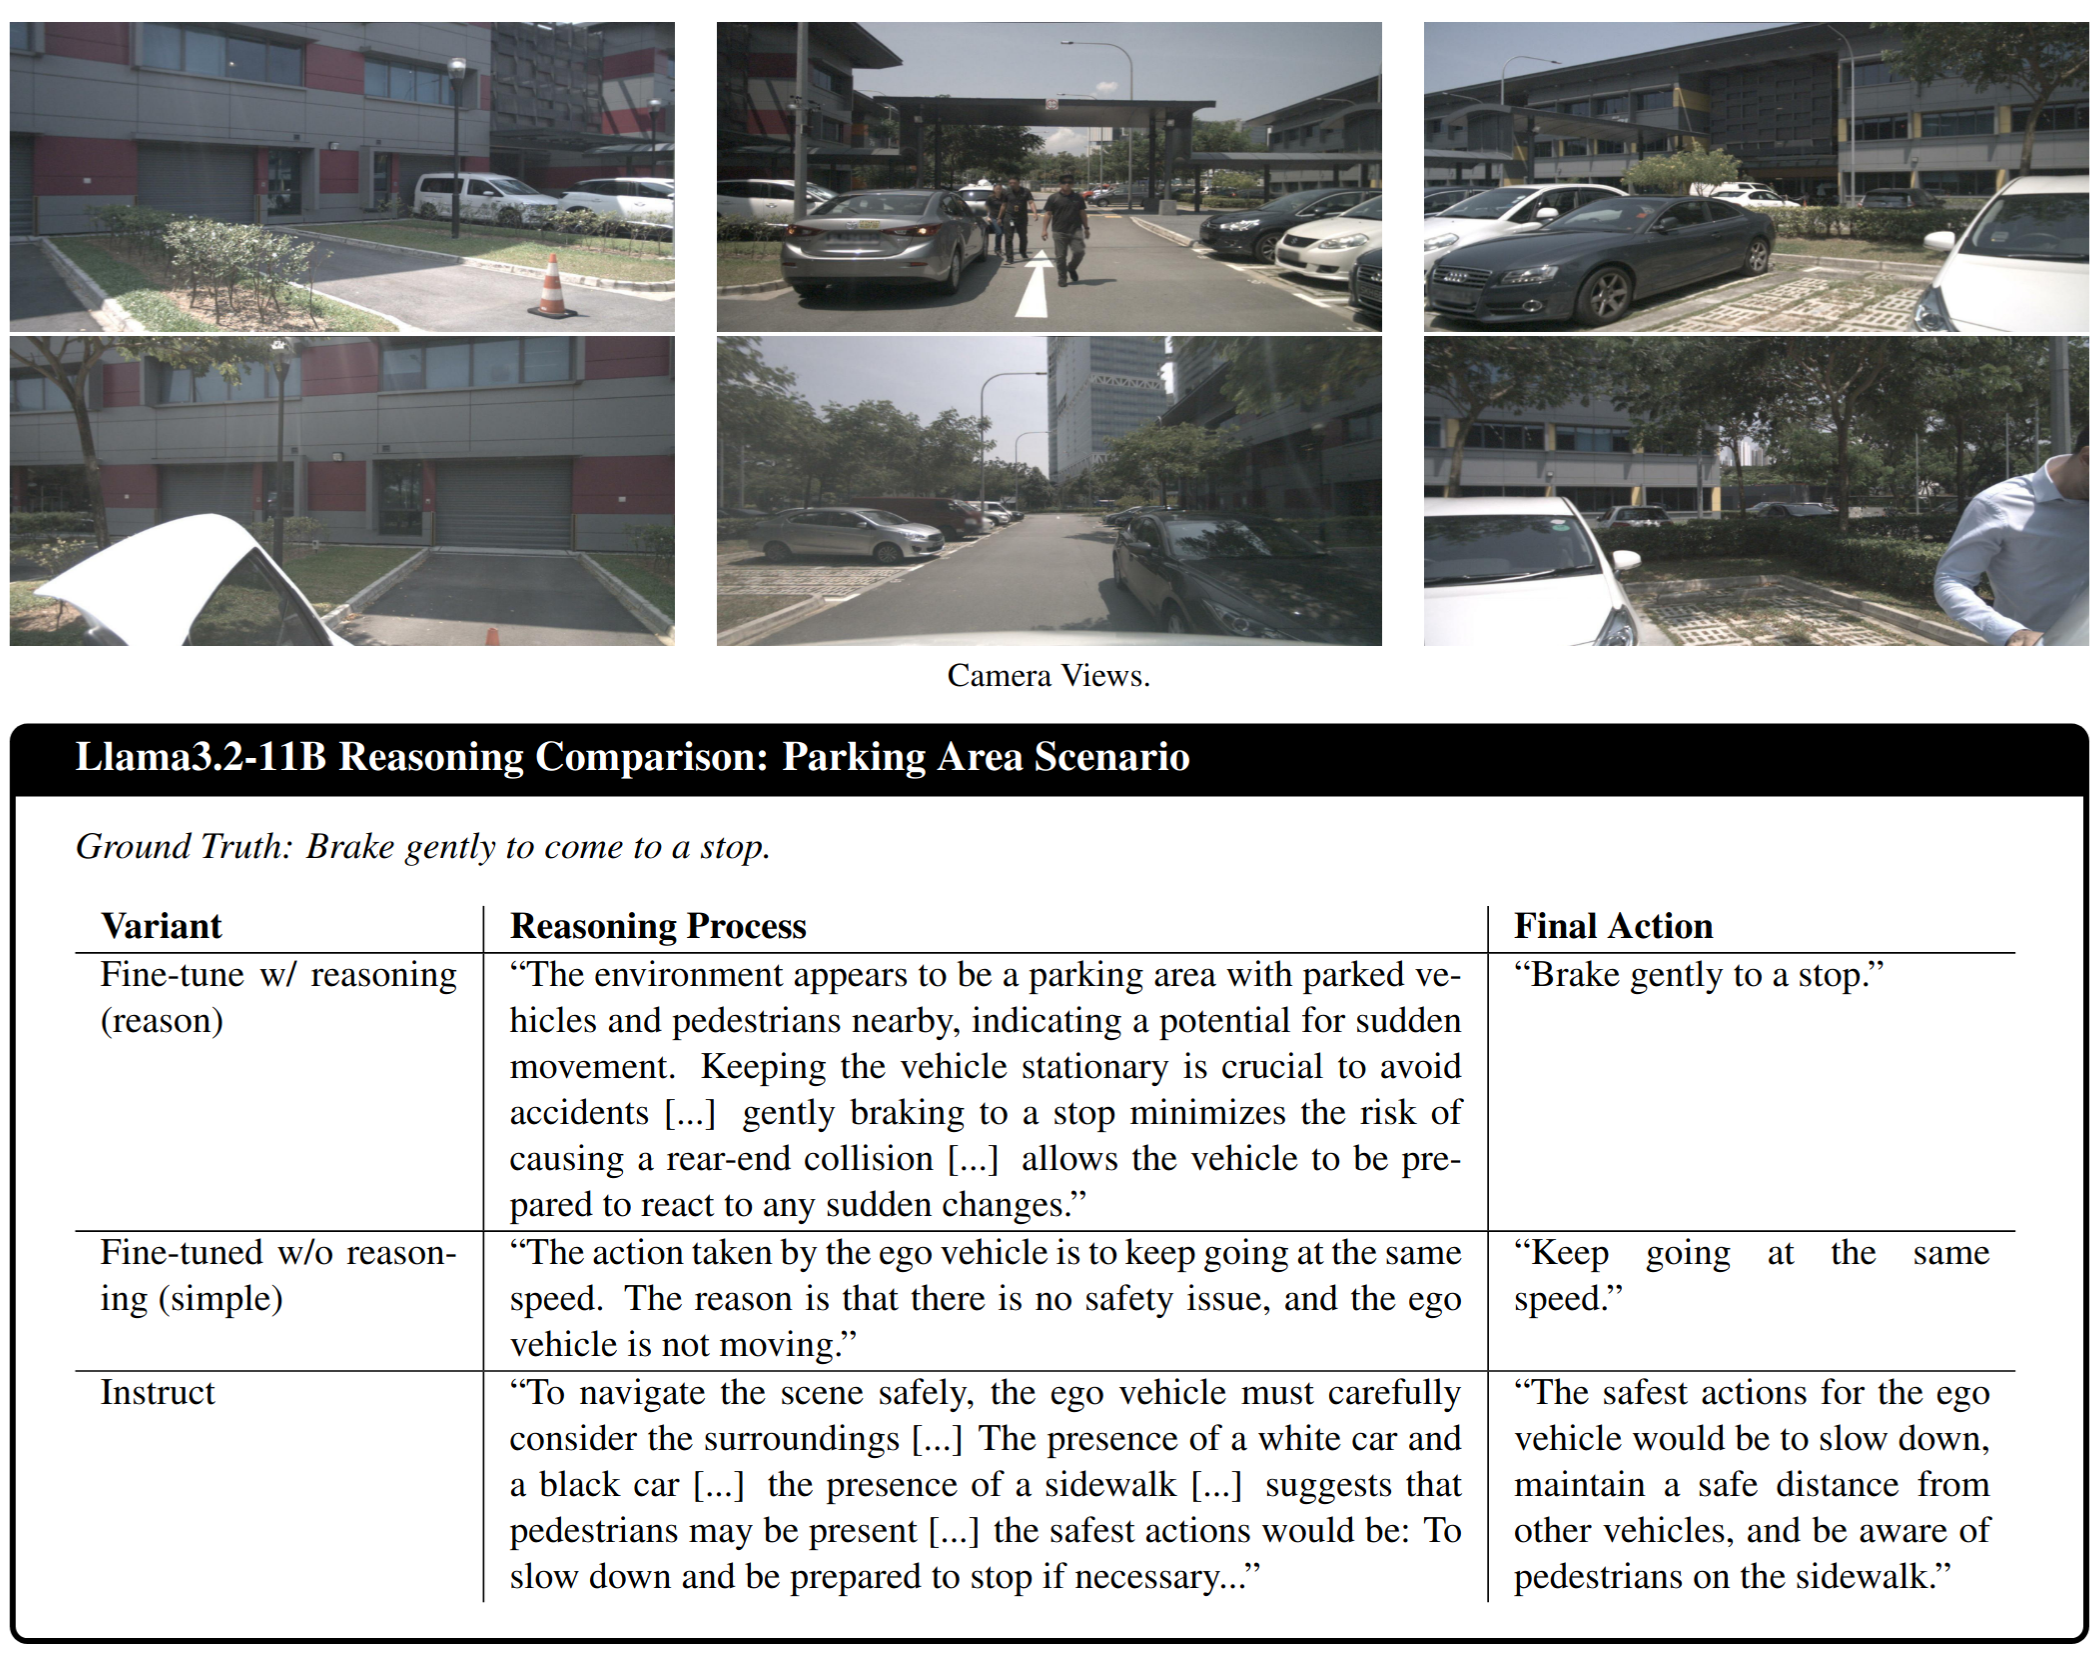 Camera Views.
Llama3.2-11B Reasoning Comparison: Parking Area Scenario
Ground Truth: Brake gently to come to a stop.
Variant
Reasoning Process
Final Action
Fine-tune w/ reasoning
(reason)
“The environment appears to be a parking area with parked ve-
hicles and pedestrians nearby, indicating a potential for sudden
movement. Keeping the vehicle stationary is crucial to avoid
accidents [...] gently braking to a stop minimizes the risk of
causing a rear-end collision [...] allows the vehicle to be pre-
pared to react to any sudden changes.”
“Brake gently to a stop.”
Fine-tuned w/o reason-
ing (simple)
“The action taken by the ego vehicle is to keep going at the same
speed. The reason is that there is no safety issue, and the ego
vehicle is not moving.”
“Keep going at the same
speed.”
Instruct
“To navigate the scene safely, the ego vehicle must carefully
consider the surroundings [...] The presence of a white car and
a black car [...] the presence of a sidewalk [...] suggests that
pedestrians may be present [...] the safest actions would be: To
slow down and be prepared to stop if necessary...”
“The safest actions for the ego
vehicle would be to slow down,
maintain a safe distance from
other vehicles, and be aware of
pedestrians on the sidewalk.”